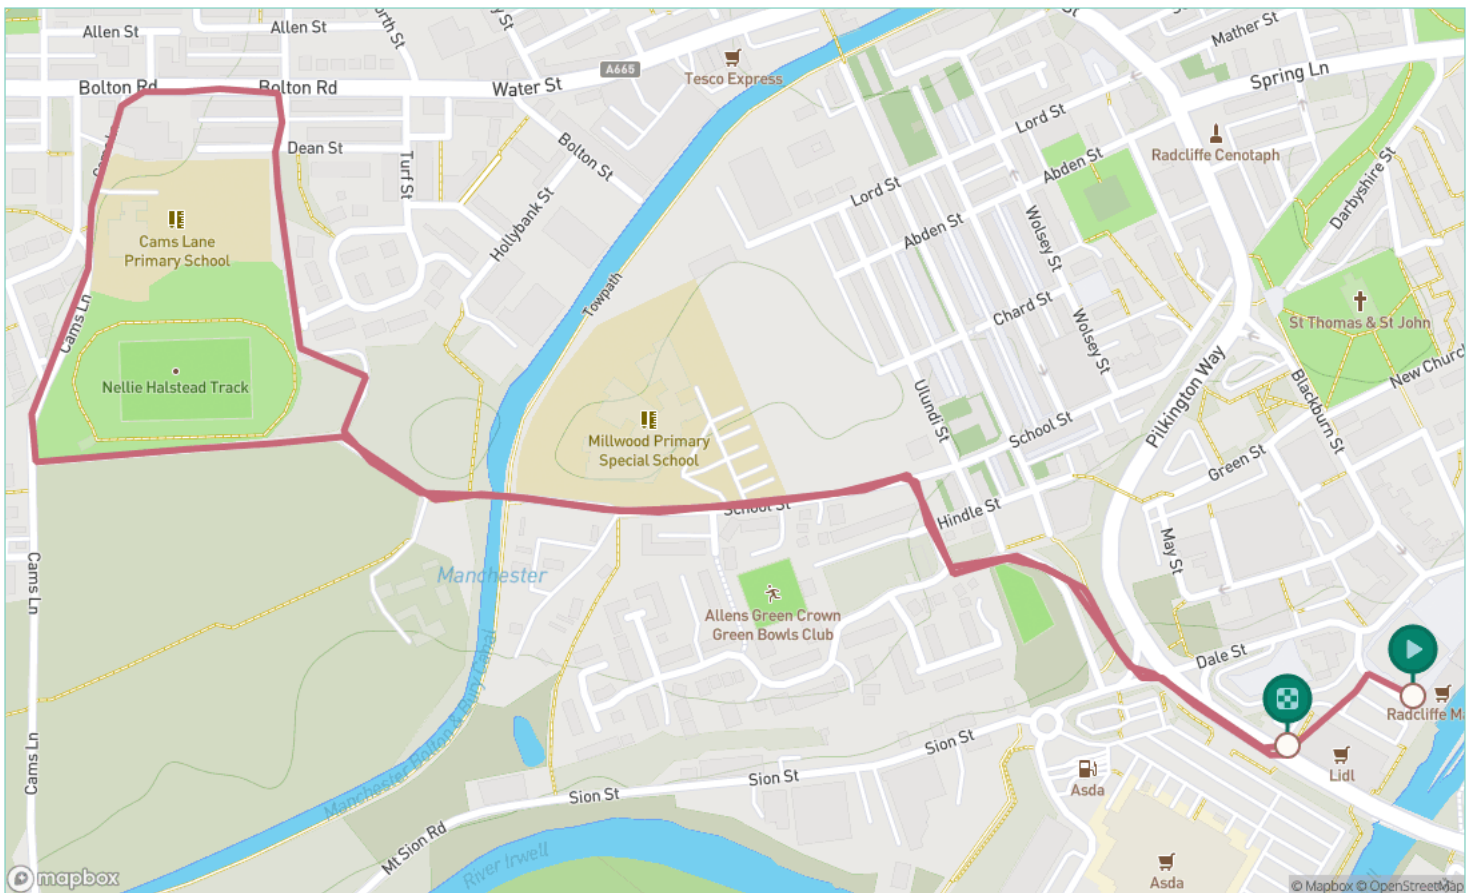 Allen St
Allen St
Mather St
Bolton Rd
Bolton Rd
Water St
A665
Tesco Express
Spring Ln
Lord St
Radcliffe Cenotaph
Dean St
Turf St
Bolton St
Abden St
Darbyshire St
Lord St
Hollybank St
Cams Lane
Primary School
Abden St
Wolsey St
Towpath
Cams Ln
Chard St
Wolsey St
St Thomas & St John
New Church
Nellie Halstead Track
Pilkington Way
Blackburn St
Ulundi St
School St
Millwood Primary
Special School
Green St
School St
Hindle St
May St
Manchester
Cams Ln
Allens Green Crown
Green Bowls Club
Dale St
Manchester Bolton & Bury Canal
Radcliffe Ma
Sion St
Cams Ln
Sion St
Lidl
Asda
Sion St
Mt Sion Rd
River Irwell
Asda
mapbox
© Mapbox © OpenStreetMap